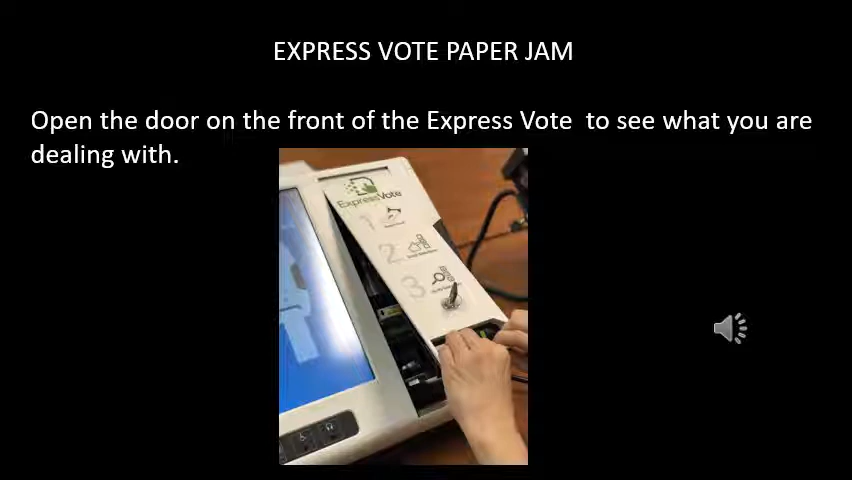 EXPRESS VOTE PAPER JAM
Open the door on the front of the Express Vote  to see what you are
dealing with.
ExpressVote
1
2
3